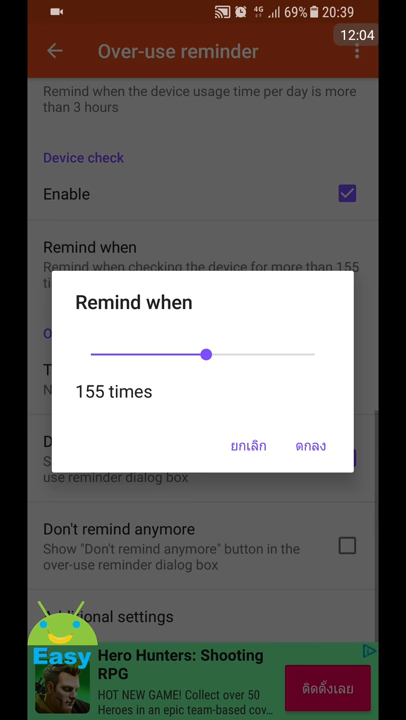 4G 69% 20:39
12:04
Over-use reminder
Remind when the device usage time per day is more
than 3 hours
Device check
Enable
Remind when
Remind when checking the device for more than 155
Remind when
155 times
ยกเลิก ตกลง
use reminder dialog box
Don't remind anymore
Show "Don't remind anymore" button in the
over-use reminder dialog box
Additional settings
Easy
Hero Hunters: Shooting
RPG
HOT NEW GAME! Collect over 50
Heroes in an epic team-based cov...
ติดตั้งเลย